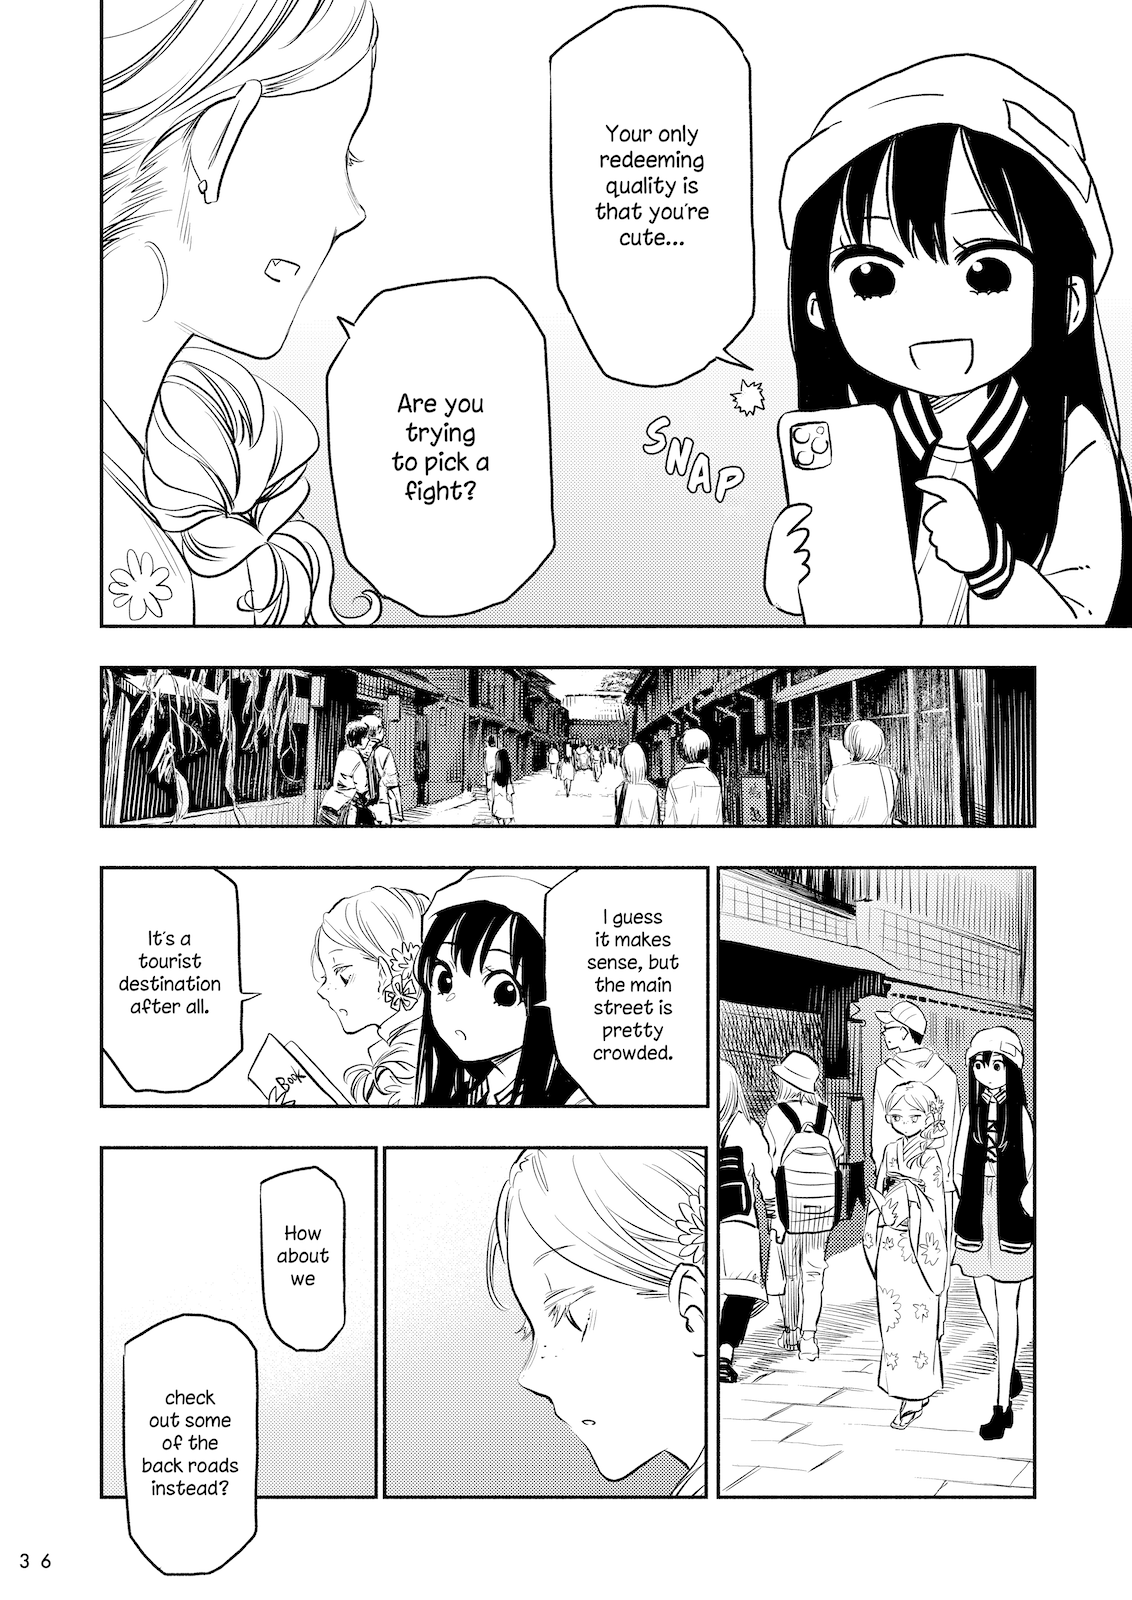 Your only
redeeming
quality is
that you're
cute...
SNAP
Are you
trying
to pick a
fight?
I guess
it makes
sense, but
the main
street is
pretty
crowded.
It's a
tourist
destination
after all.
Book
How
about
we
check
out some
of the
back roads
instead?
36